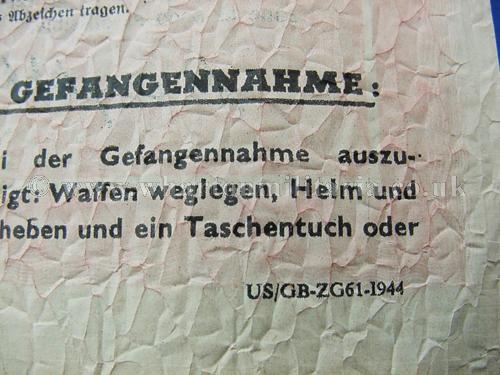 Abzeichen tragen.
GEFANGENNAHME:
i der Gefangennahme auszu-
igt: Waffen weglegen, Helm und
heben und ein Taschentuch oder
US/GB-ZG61-1944